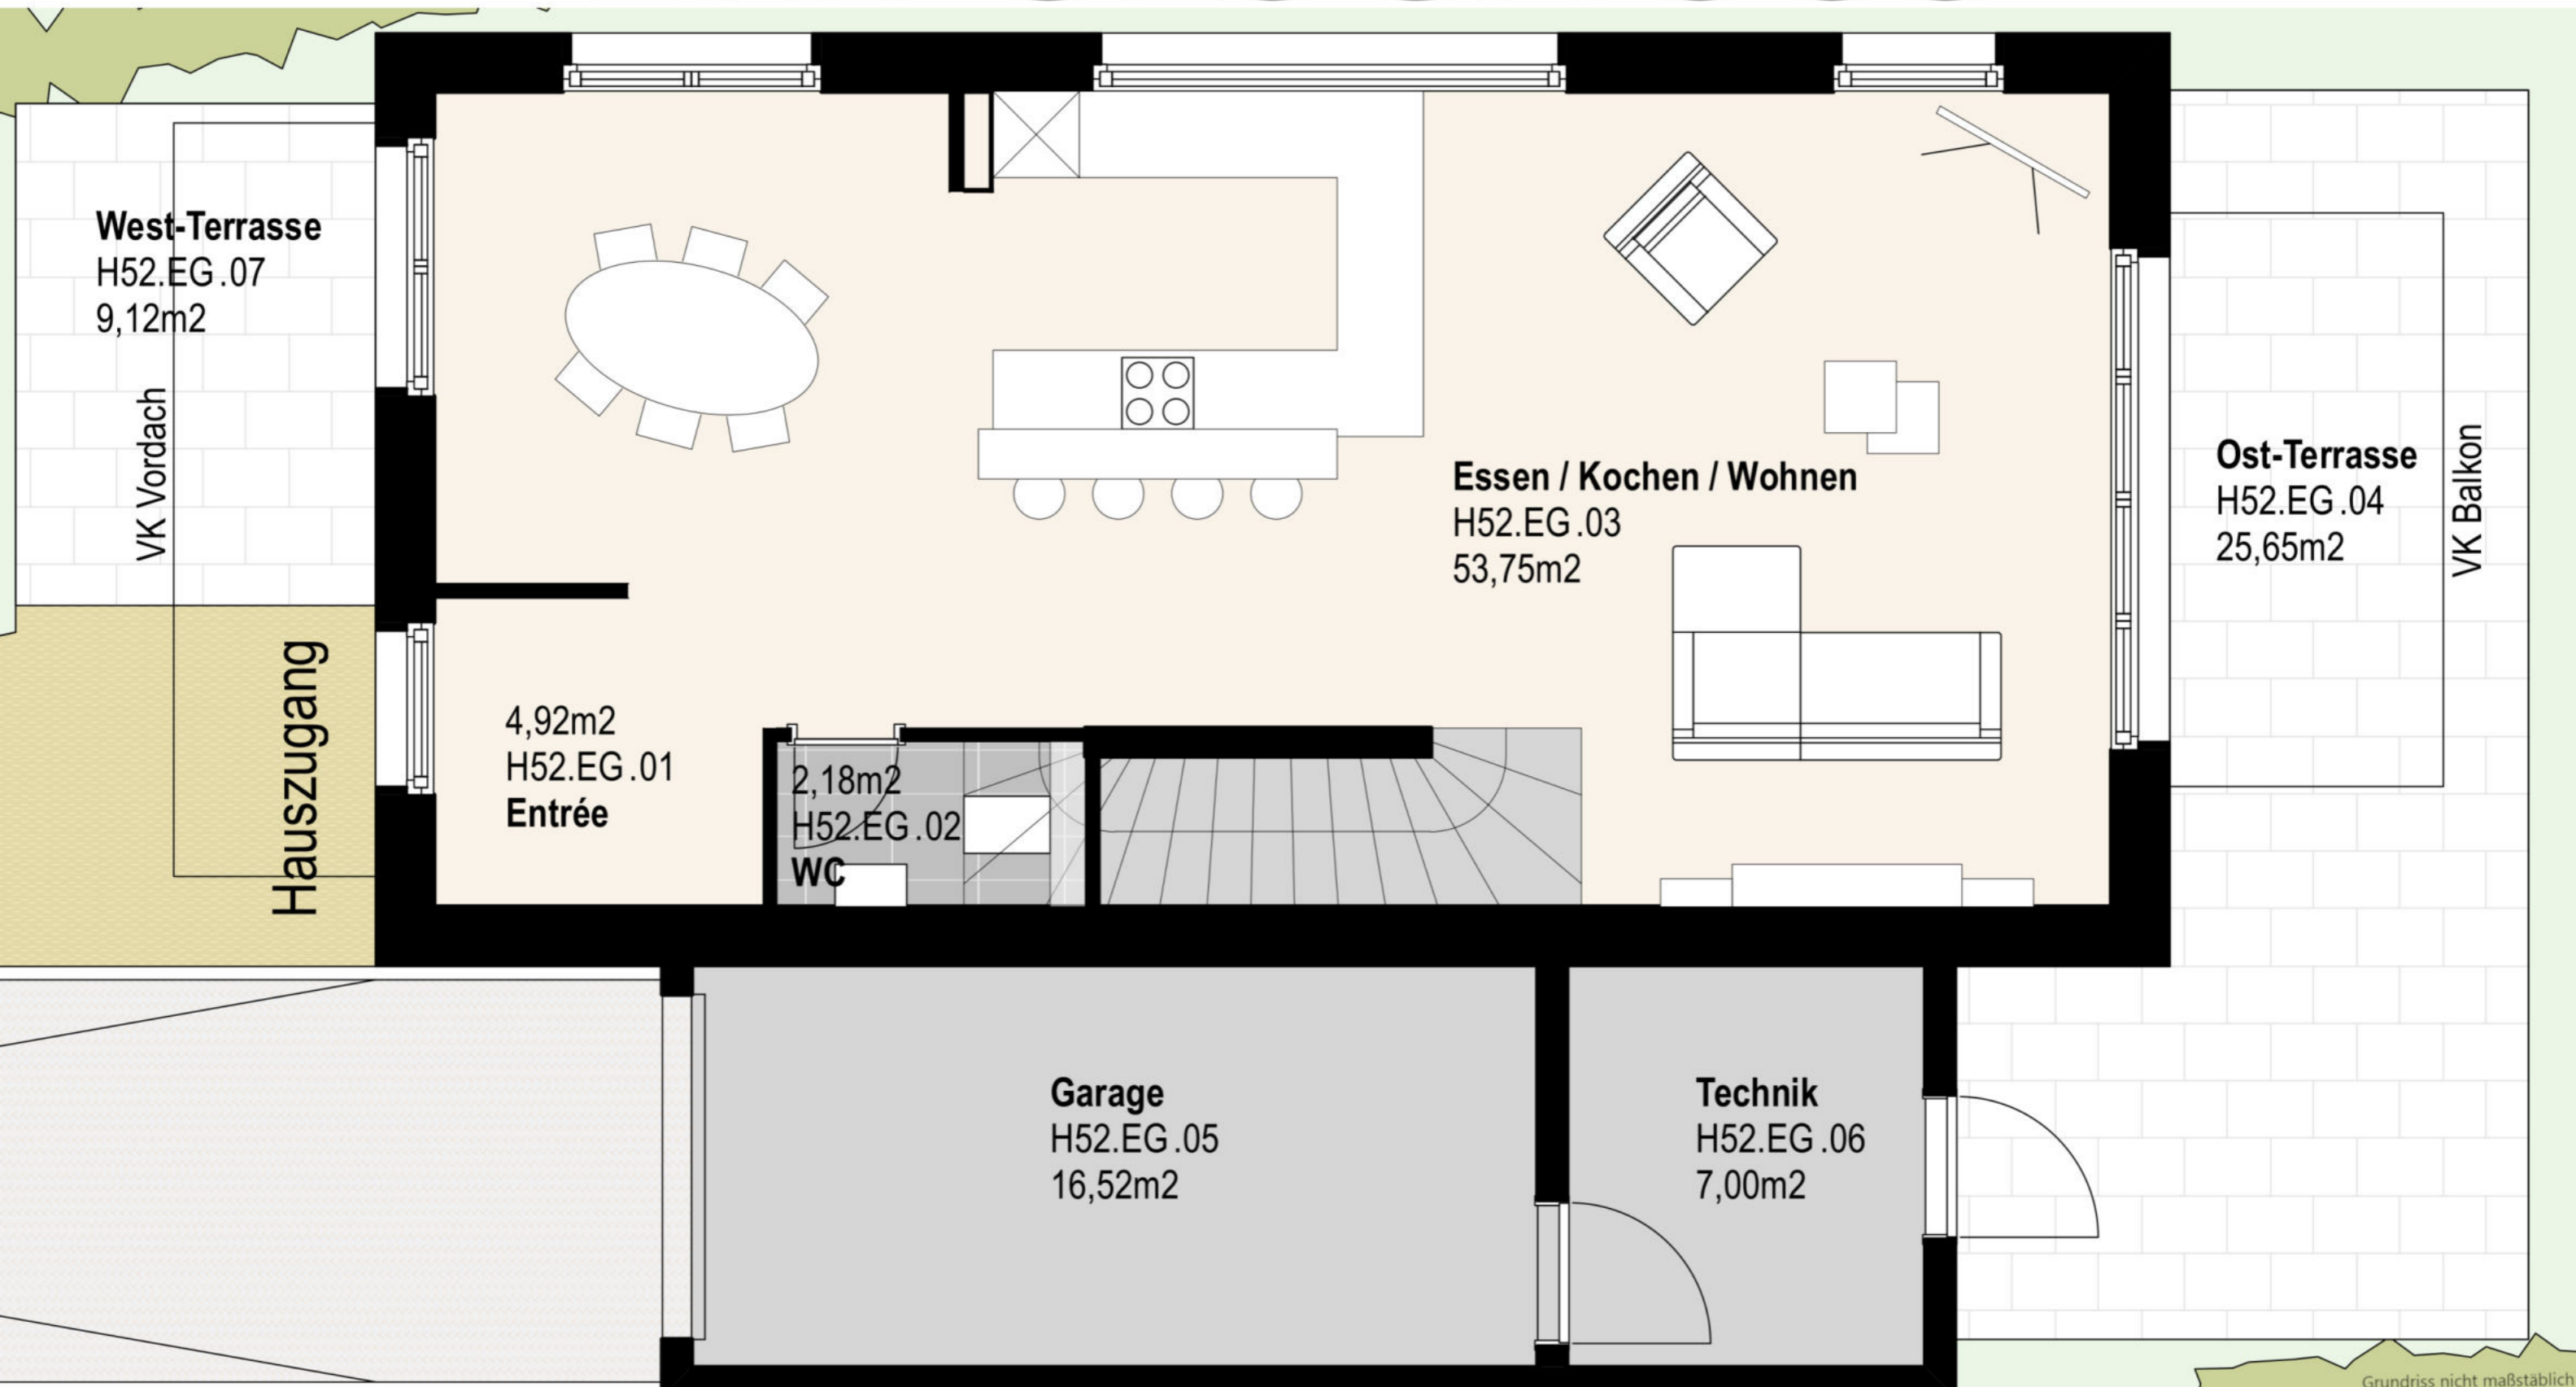 West-Terrasse
H52.EG.07
9,12m2
VK Vordach
Hauszugang
4,92m2
H52.EG.01
Entrée
2,18m2
H52.EG.02
WC
Essen / Kochen / Wohnen
H52.EG.03
53,75m2
Ost-Terrasse
H52.EG.04
25,65m2
VK Balkon
Garage
H52.EG.05
16,52m2
Technik
H52.EG.06
7,00m2
Grundriss nicht maßstäblich